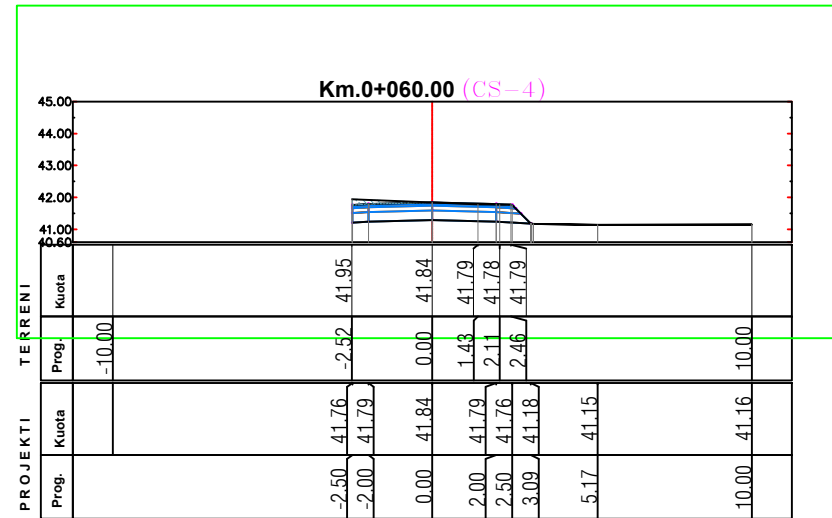 Km.0+060.00 (CS-4)
45.00
44.00
43.00
42.00
41.00
40.60
TERRENI
Kuota
41.95 41.84 41.79 41.78 41.79
Prog.
-10.00 -2.52 0.00 1.43 2.11 2.46 10.00
PROJEKTI
Kuota
41.76 41.79 41.84 41.79 41.76 41.18 41.15 41.16
Prog.
-2.50 -2.00 0.00 2.00 2.50 3.09 5.17 10.00